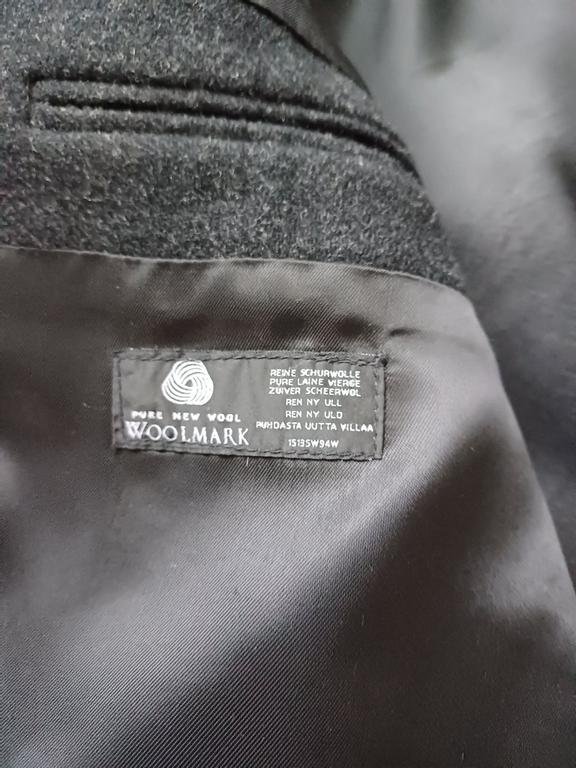 PURE NEW WOOL
WOOLMARK
REINE SCHURWOLLE
PURE LAINE VIERGE
ZUIVER SCHEERWOL
REN NY ULL
REN NY ULD
PUHDASTA UUTTA VILLAA
15195W94W